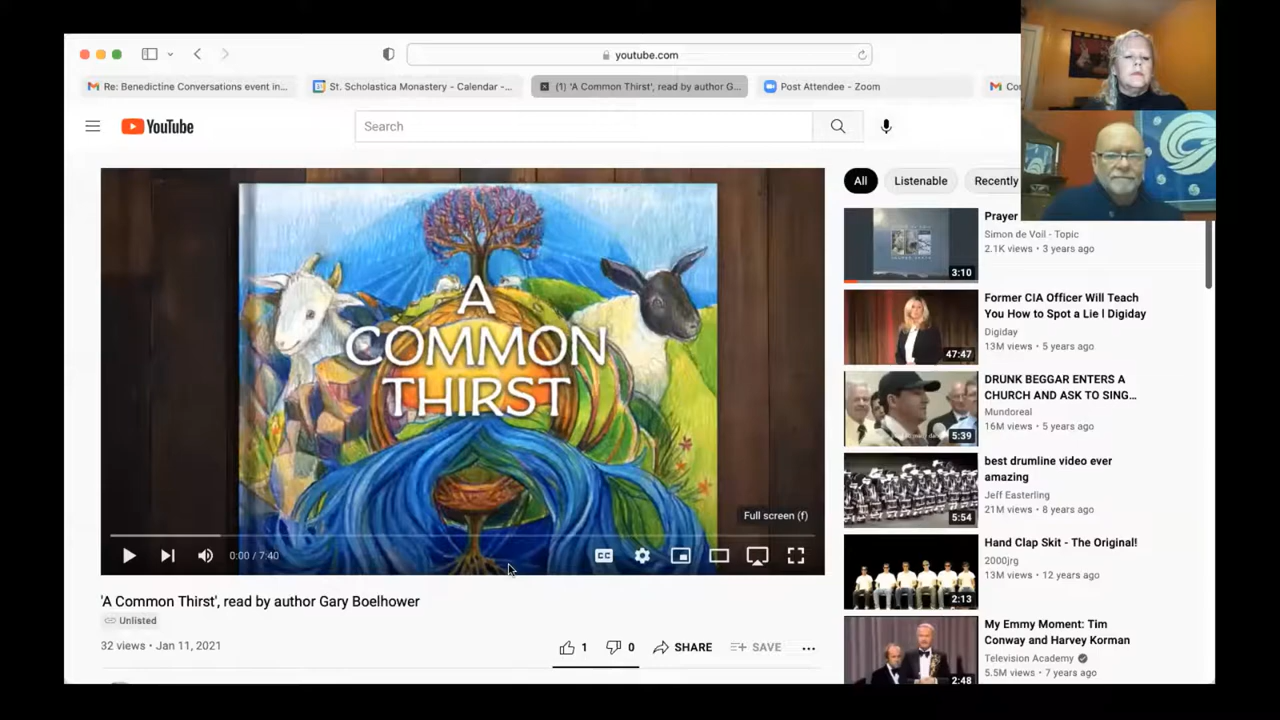 youtube.com
Re: Benedictine Conversations event in...
St. Scholastica Monastery - Calendar -...
(1) 'A Common Thirst', read by author G...
Post Attendee - Zoom
YouTube
Search
All
Listenable
Recently
A
COMMON
THIRST
Full screen (f)
0:00 / 7:40
CC
'A Common Thirst', read by author Gary Boelhower
Unlisted
32 views • Jan 11, 2021
1
0
SHARE
SAVE
Prayer
Simon de Voil - Topic
2.1K views • 3 years ago
3:10
Former CIA Officer Will Teach
You How to Spot a Lie l Digiday
Digiday
13M views • 5 years ago
47:47
DRUNK BEGGAR ENTERS A
CHURCH AND ASK TO SING...
Mundoreal
16M views • 5 years ago
5:39
best drumline video ever
amazing
Jeff Easterling
21M views • 8 years ago
5:54
Hand Clap Skit - The Original!
2000jrg
13M views • 12 years ago
2:13
My Emmy Moment: Tim
Conway and Harvey Korman
Television Academy
5.5M views • 7 years ago
2:48